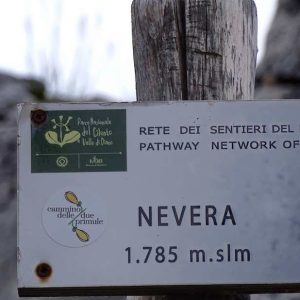 Parco Nazionale
del Cilento
Vallo di Diano
RETE DEI SENTIERI DEL
PATHWAY NETWORK OF
cammino
delle due
primule
NEVERA
1.785 m.slm